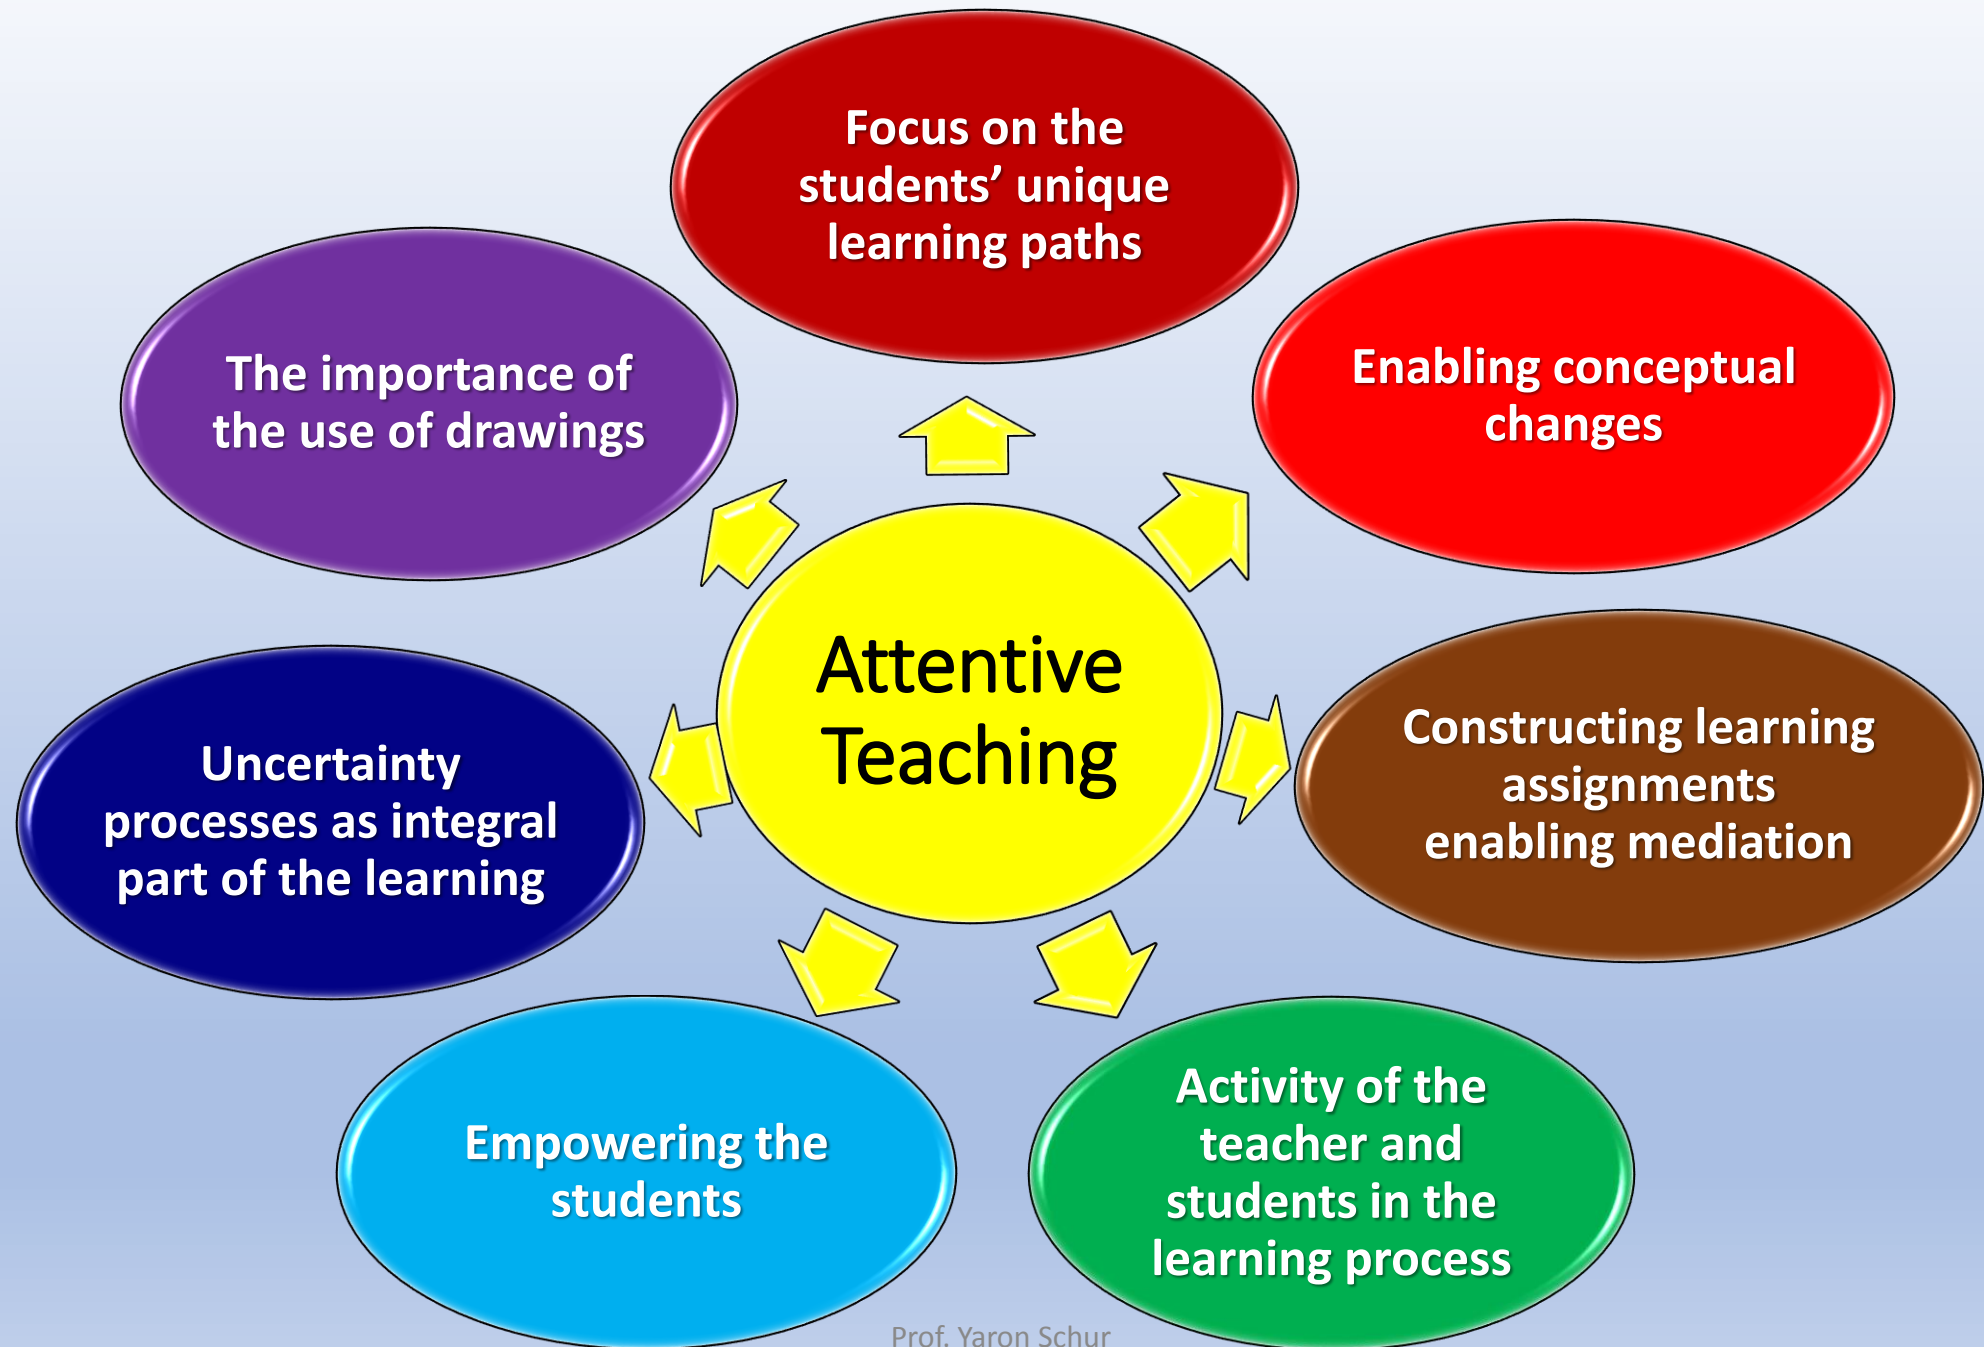 Focus on the
students’ unique
learning paths
Enabling conceptual
changes
Constructing learning
assignments
enabling mediation
Activity of the
teacher and
students in the
learning process
Empowering the
students
Uncertainty
processes as integral
part of the learning
The importance of
the use of drawings
Attentive
Teaching
Prof. Yaron Schur